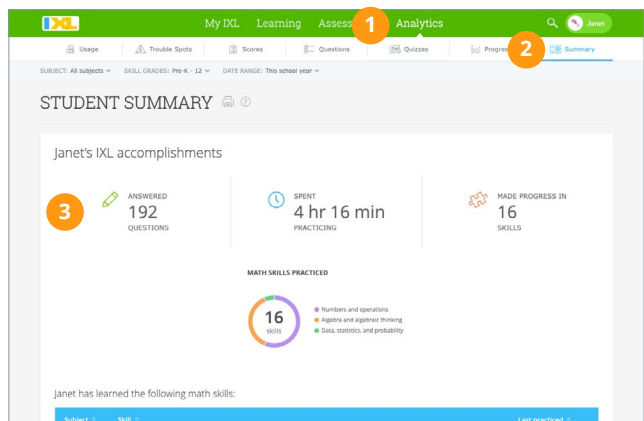 IXL My IXL Learning Assess 1 Analytics Janet
Usage Trouble Spots Scores Questions Quizzes Progres 2 Summary
SUBJECT: All subjects SKILL GRADES: Pre-K - 12 DATE RANGE: This school year
STUDENT SUMMARY
Janet's IXL accomplishments
3
ANSWERED
192
QUESTIONS
SPENT
4 hr 16 min
PRACTICING
MADE PROGRESS IN
16
SKILLS
MATH SKILLS PRACTICED
16
skills
Numbers and operations
Algebra and algebraic thinking
Data, statistics, and probability
Janet has learned the following math skills:
Subject Skill Last practiced